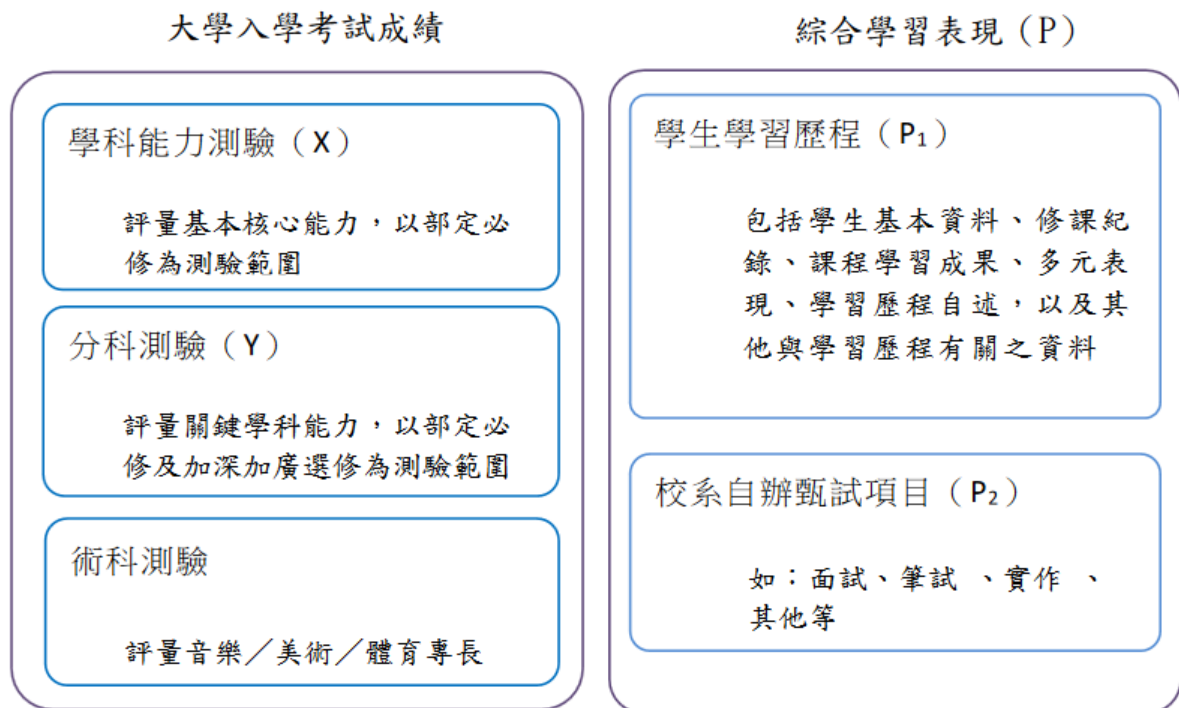 大學入學考試成績
學科能力測驗（X）
評量基本核心能力，以部定必
修為測驗範圍
分科測驗（Y）
評量關鍵學科能力，以部定必
修及加深加廣選修為測驗範圍
術科測驗
評量音樂／美術／體育專長
綜合學習表現（P）
學生學習歷程（P₁）
包括學生基本資料、修課紀
錄、課程學習成果、多元表
現、學習歷程自述，以及其
他與學習歷程有關之資料
校系自辦甄試項目（P₂）
如：面試、筆試 、實作 、
其他等